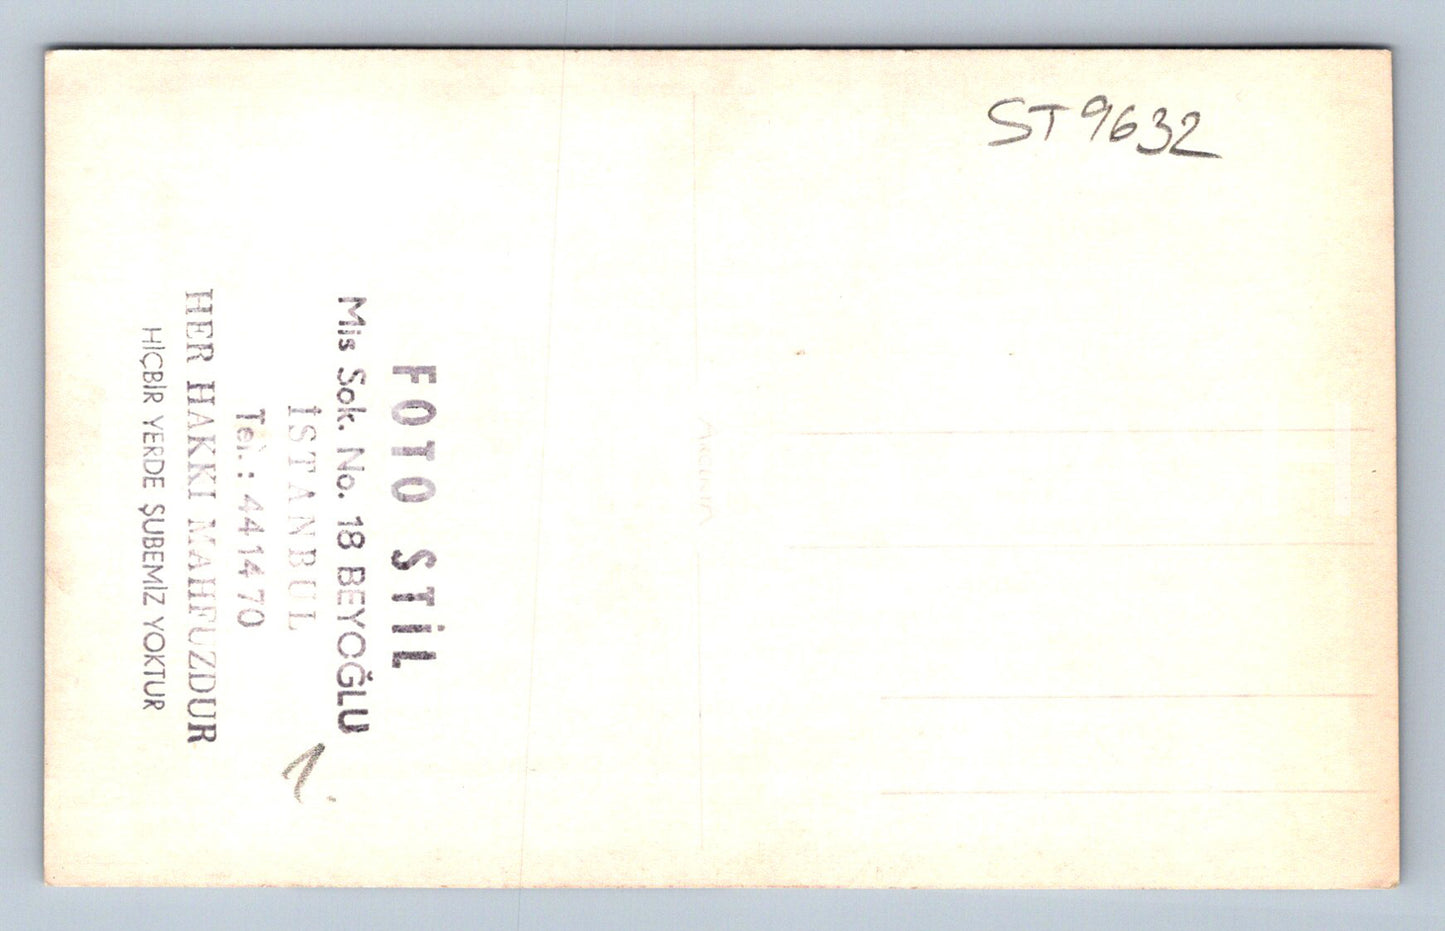 ST9632
FOTO STİL
Mis Sok. No. 18 BEYOĞLU
İSTANBUL
Tel.: 44 14 70
HER HAKKI MAHFUZDUR
HİÇBİR YERDE ŞUBEMİZ YOKTUR
1.